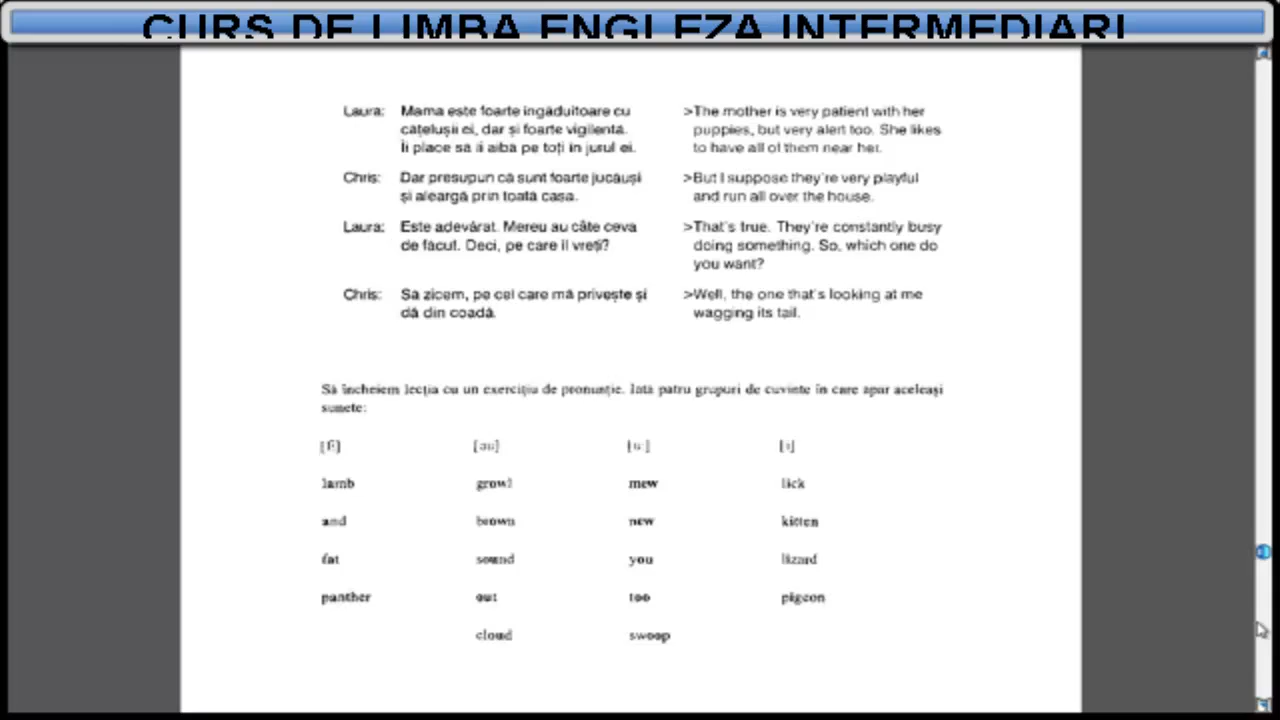 CURS DE LIMBA ENGLEZA INTERMEDIARI
Laura: Mama este foarte îngăduitoare cu >The mother is very patient with her
cățelușii ei, dar și foarte vigilentă. puppies, but very alert too. She likes
Îi place să îi aibă pe toți în jurul ei. to have all of them near her.
Chris: Dar presupun că sunt foarte jucăuși >But I suppose they're very playful
și aleargă prin toată casa. and run all over the house.
Laura: Este adevărat. Mereu au câte ceva >That's true. They're constantly busy
de făcut. Deci, pe care îl vreți? doing something. So, which one do
you want?
Chris: Să zicem, pe cel care mă privește și >Well, the one that's looking at me
dă din coadă. wagging its tail.
Să încheiem lecția cu un exercițiu de pronunție. Iată patru grupuri de cuvinte în care apar aceleași
sunete:
lamb growl mew lick
and brown new kitten
fat sound you lizard
panther out too pigeon
cloud swoop